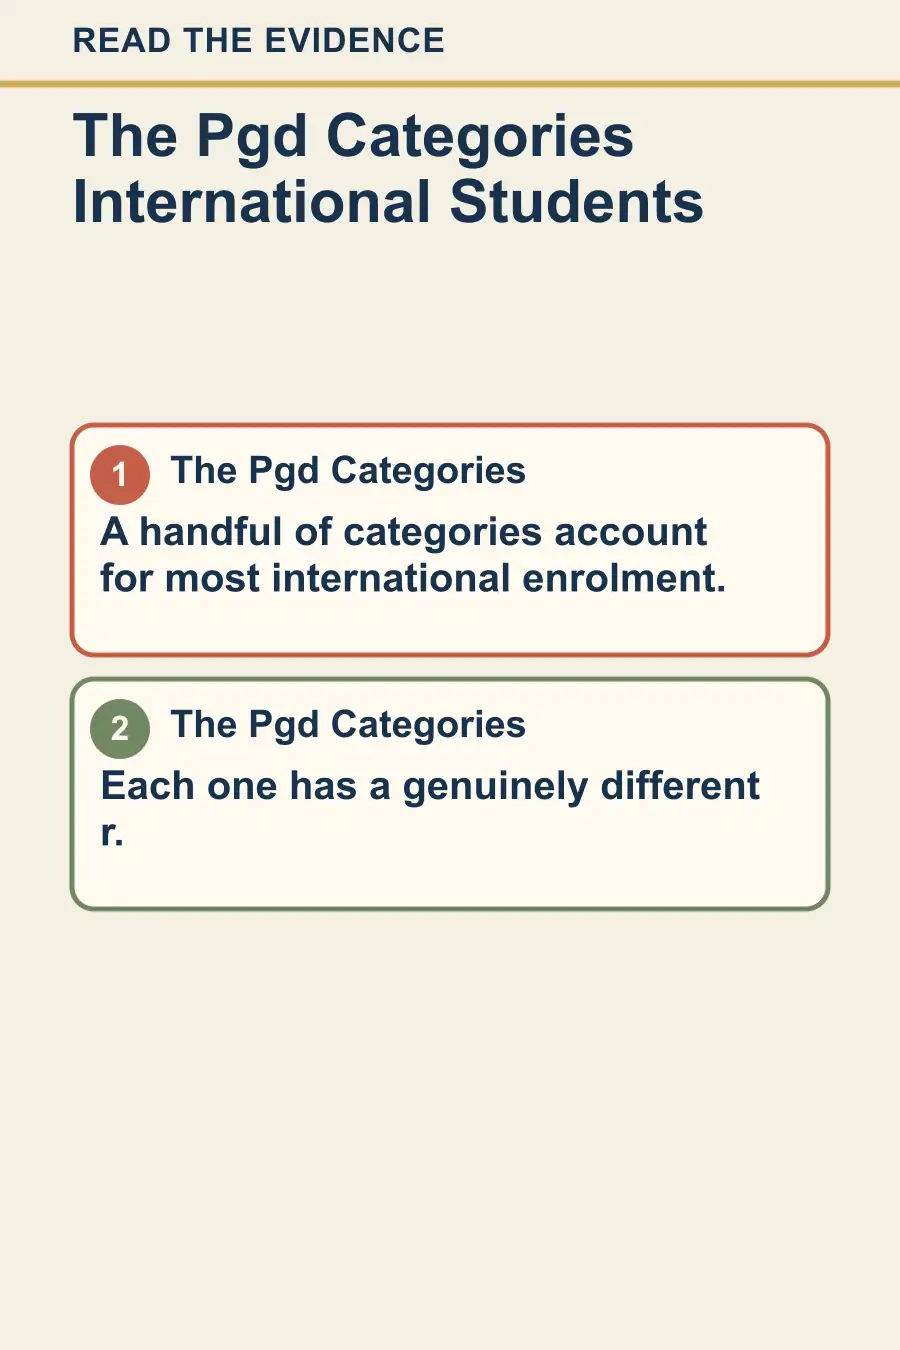 READ THE EVIDENCE
The Pgd Categories
International Students
1 The Pgd Categories
A handful of categories account
for most international enrolment.
2 The Pgd Categories
Each one has a genuinely different
r.